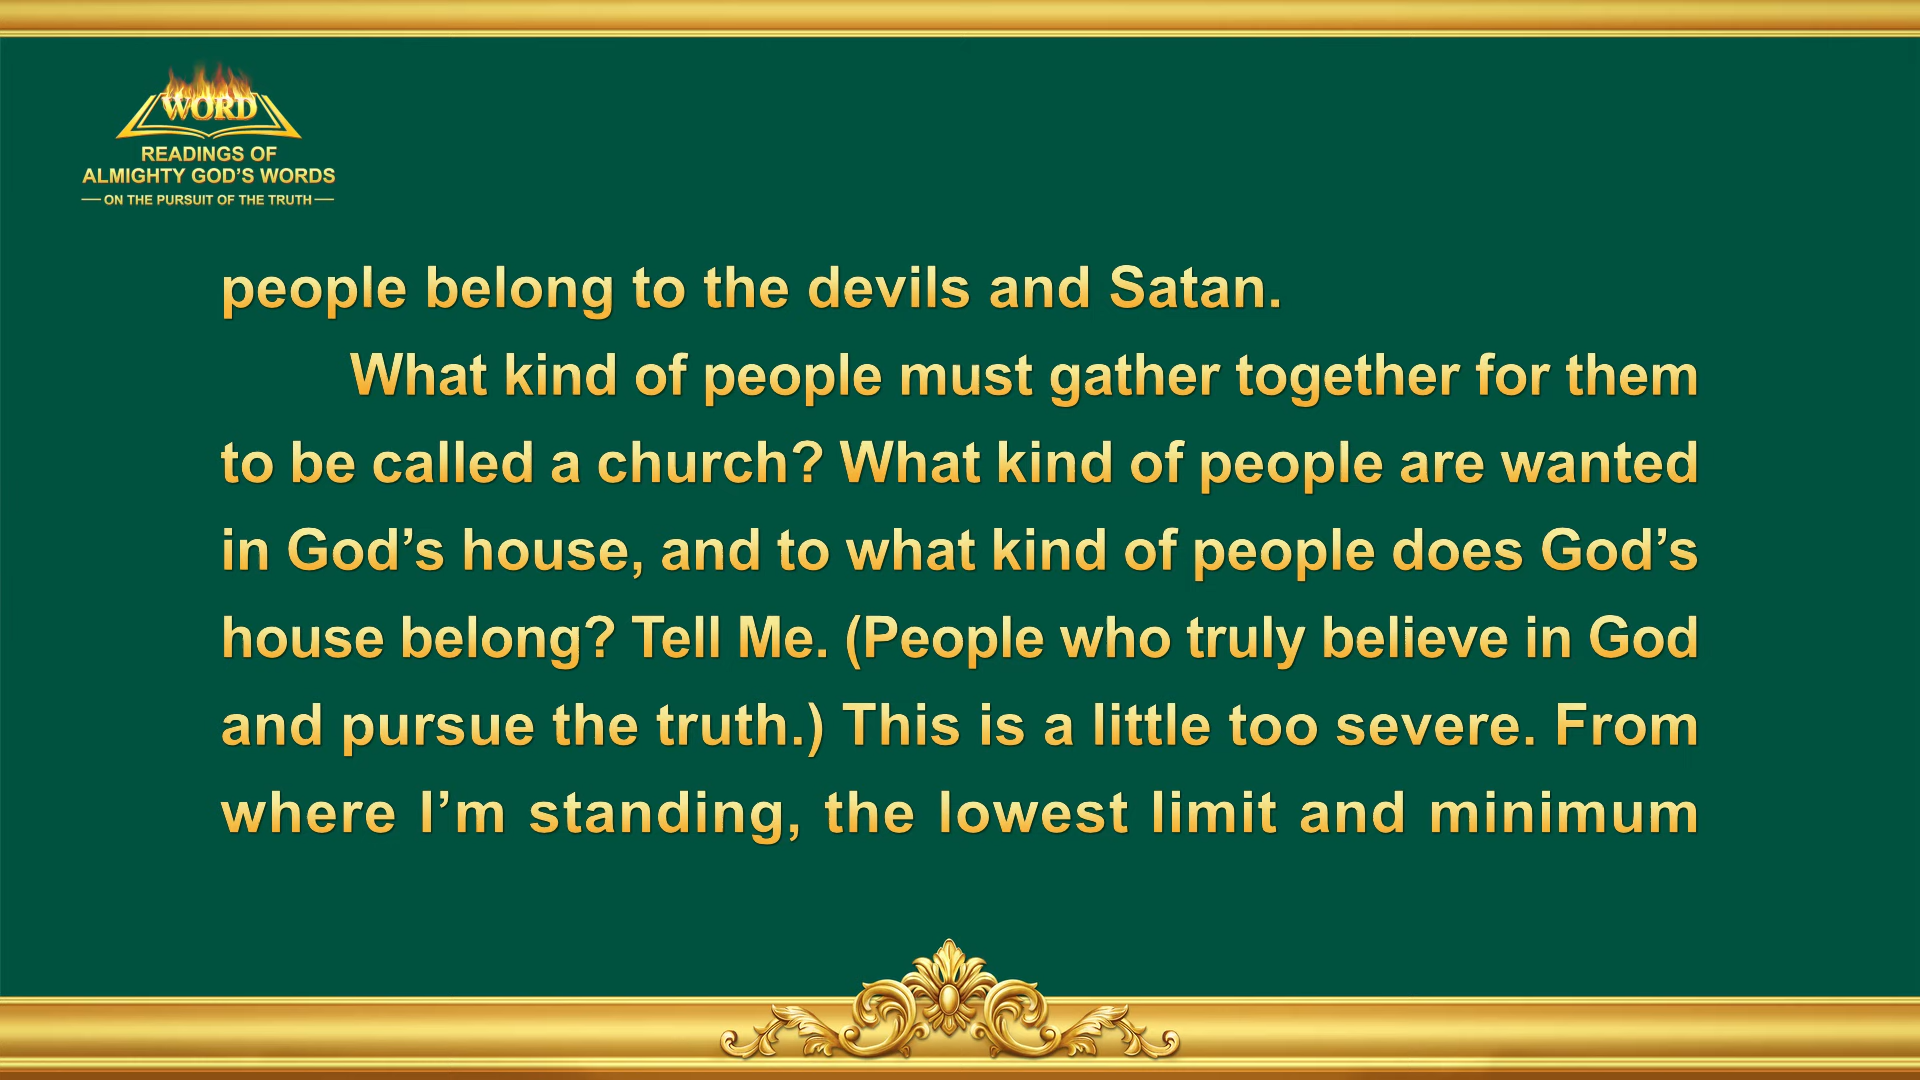 WORD
READINGS OF
ALMIGHTY GOD’S WORDS
ON THE PURSUIT OF THE TRUTH
people belong to the devils and Satan.
What kind of people must gather together for them
to be called a church? What kind of people are wanted
in God’s house, and to what kind of people does God’s
house belong? Tell Me. (People who truly believe in God
and pursue the truth.) This is a little too severe. From
where I’m standing, the lowest limit and minimum